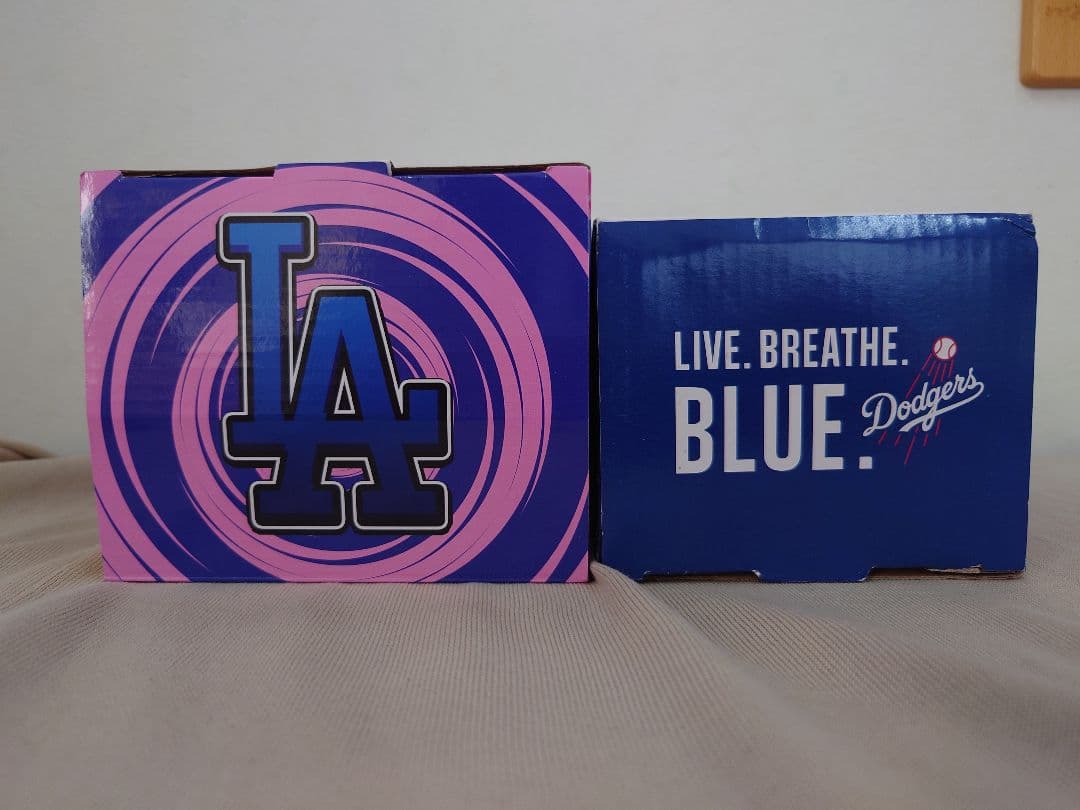 LA
LIVE. BREATHE.
BLUE.
Dodgers